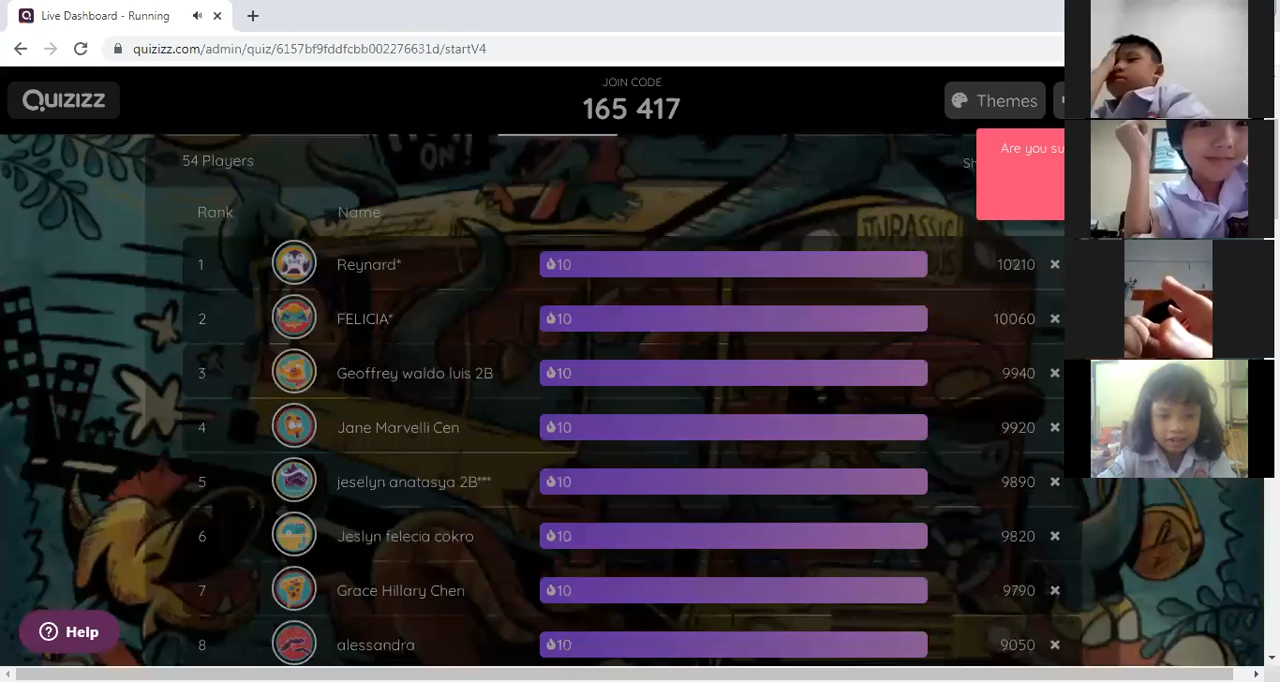 Live Dashboard - Running
quizizz.com/admin/quiz/6157bf9fddfcbb002276631d/startV4
Quizizz
JOIN CODE
165 417
Themes
ON!
Are you su
54 Players
Sh
Rank Name
JURASSIC
1 Reynard* 10 10210
2 FELICIA* 10 10060
3 Geoffrey waldo luis 2B 10 9940
4 Jane Marvelli Cen 10 9920
5 jeselyn anatasya 2B*** 10 9890
6 Jeslyn felecia cokro 10 9820
7 Grace Hillary Chen 10 9790
8 alessandra 10 9050
Help